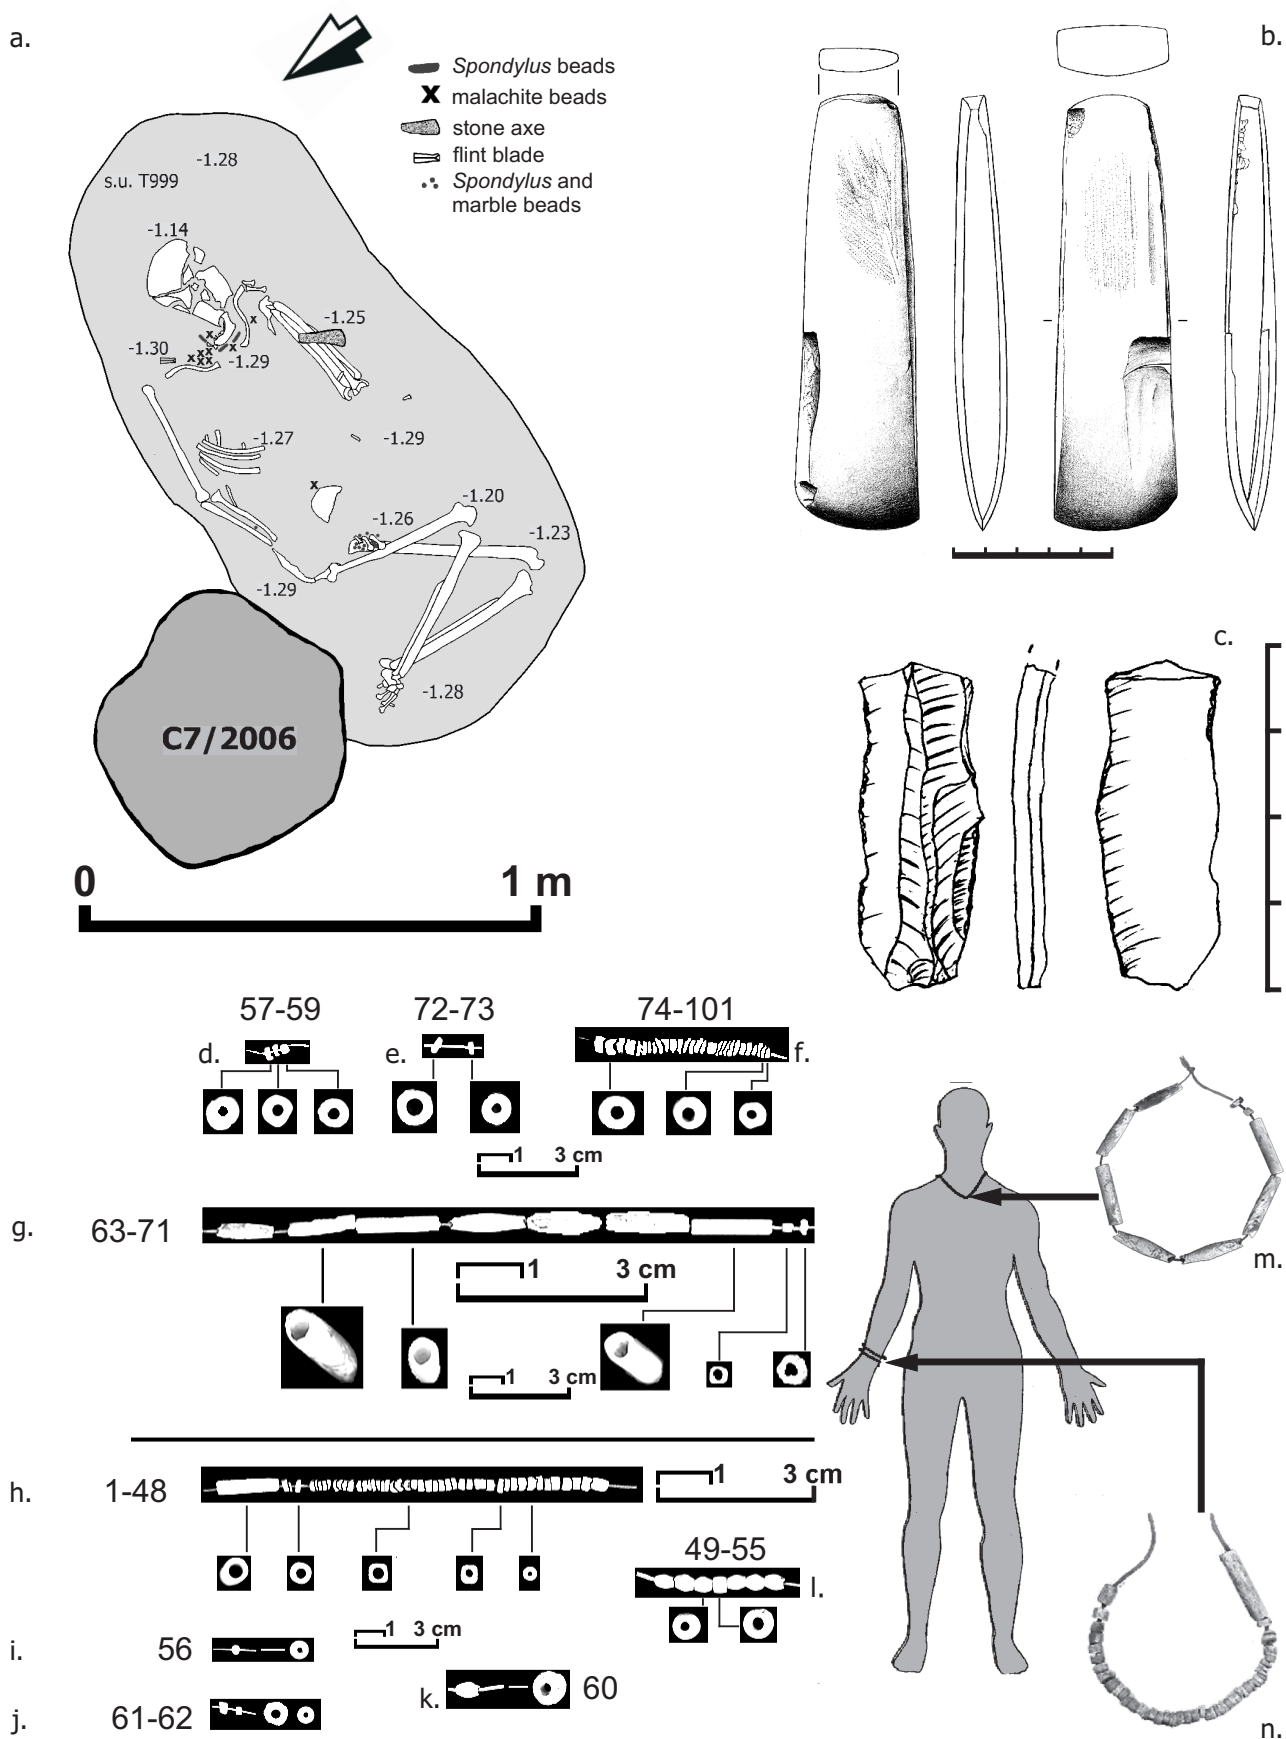 a.
Spondylus beads
x malachite beads
stone axe
flint blade
Spondylus and
marble beads
-1.28
s.u. T999
-1.14
x
-1.25
-1.30
x
x
x x
x x x
-1.29
-1.27
-1.29
x
-1.20
-1.26
-1.23
-1.29
-1.28
C7/2006
0 1 m
b.
c.
57-59
d.
72-73
e.
74-101
f.
1 3 cm
g. 63-71
1 3 cm
1 3 cm
h. 1-48
1 3 cm
49-55
l.
i. 56
1 3 cm
k. 60
j. 61-62
m.
n.